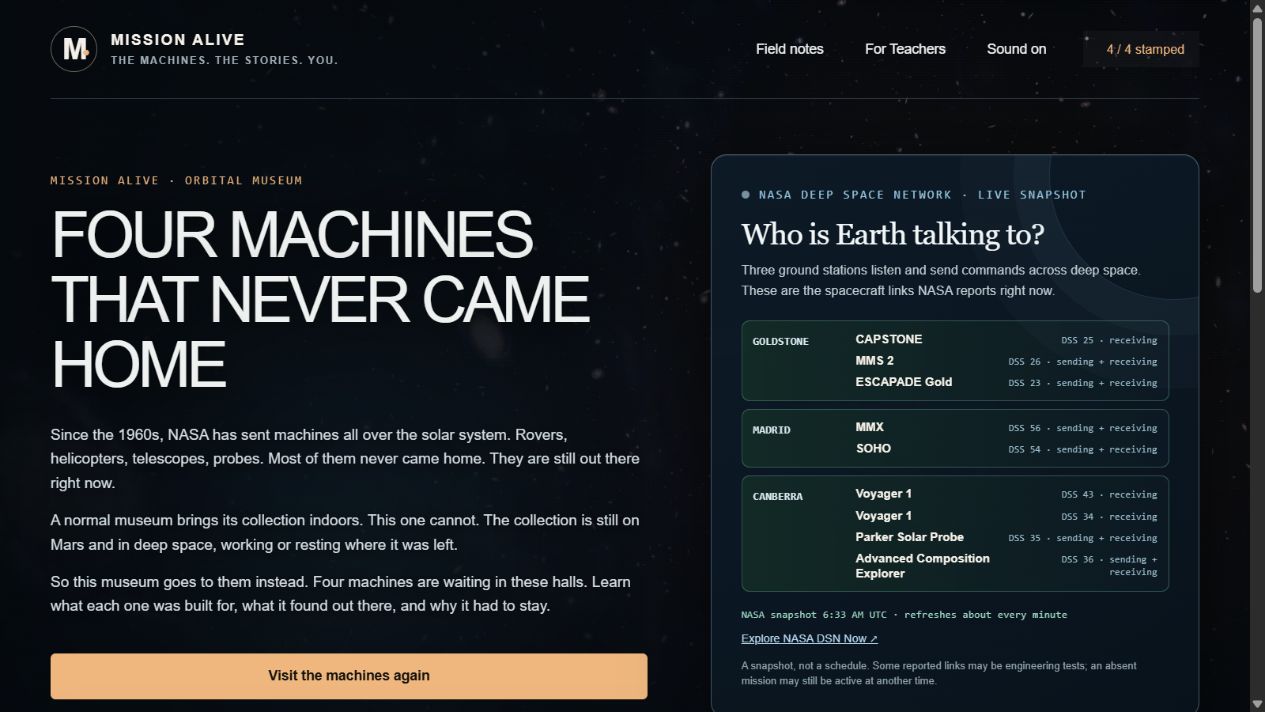 M
MISSION ALIVE
THE MACHINES. THE STORIES. YOU.
Field notes
For Teachers
Sound on
4 / 4 stamped
MISSION ALIVE · ORBITAL MUSEUM
FOUR MACHINES
THAT NEVER CAME
HOME
Since the 1960s, NASA has sent machines all over the solar system. Rovers,
helicopters, telescopes, probes. Most of them never came home. They are still out there
right now.
A normal museum brings its collection indoors. This one cannot. The collection is still on
Mars and in deep space, working or resting where it was left.
So this museum goes to them instead. Four machines are waiting in these halls. Learn
what each one was built for, what it found out there, and why it had to stay.
Visit the machines again
NASA DEEP SPACE NETWORK · LIVE SNAPSHOT
Who is Earth talking to?
Three ground stations listen and send commands across deep space.
These are the spacecraft links NASA reports right now.
GOLDSTONE
CAPSTONE DSS 25 · receiving
MMS 2 DSS 26 · sending + receiving
ESCAPADE Gold DSS 23 · sending + receiving
MADRID
MMX DSS 56 · sending + receiving
SOHO DSS 54 · sending + receiving
CANBERRA
Voyager 1 DSS 43 · receiving
Voyager 1 DSS 34 · receiving
Parker Solar Probe DSS 35 · sending + receiving
Advanced Composition DSS 36 · sending +
Explorer receiving
NASA snapshot 6:33 AM UTC · refreshes about every minute
Explore NASA DSN Now ↗
A snapshot, not a schedule. Some reported links may be engineering tests; an absent
mission may still be active at another time.